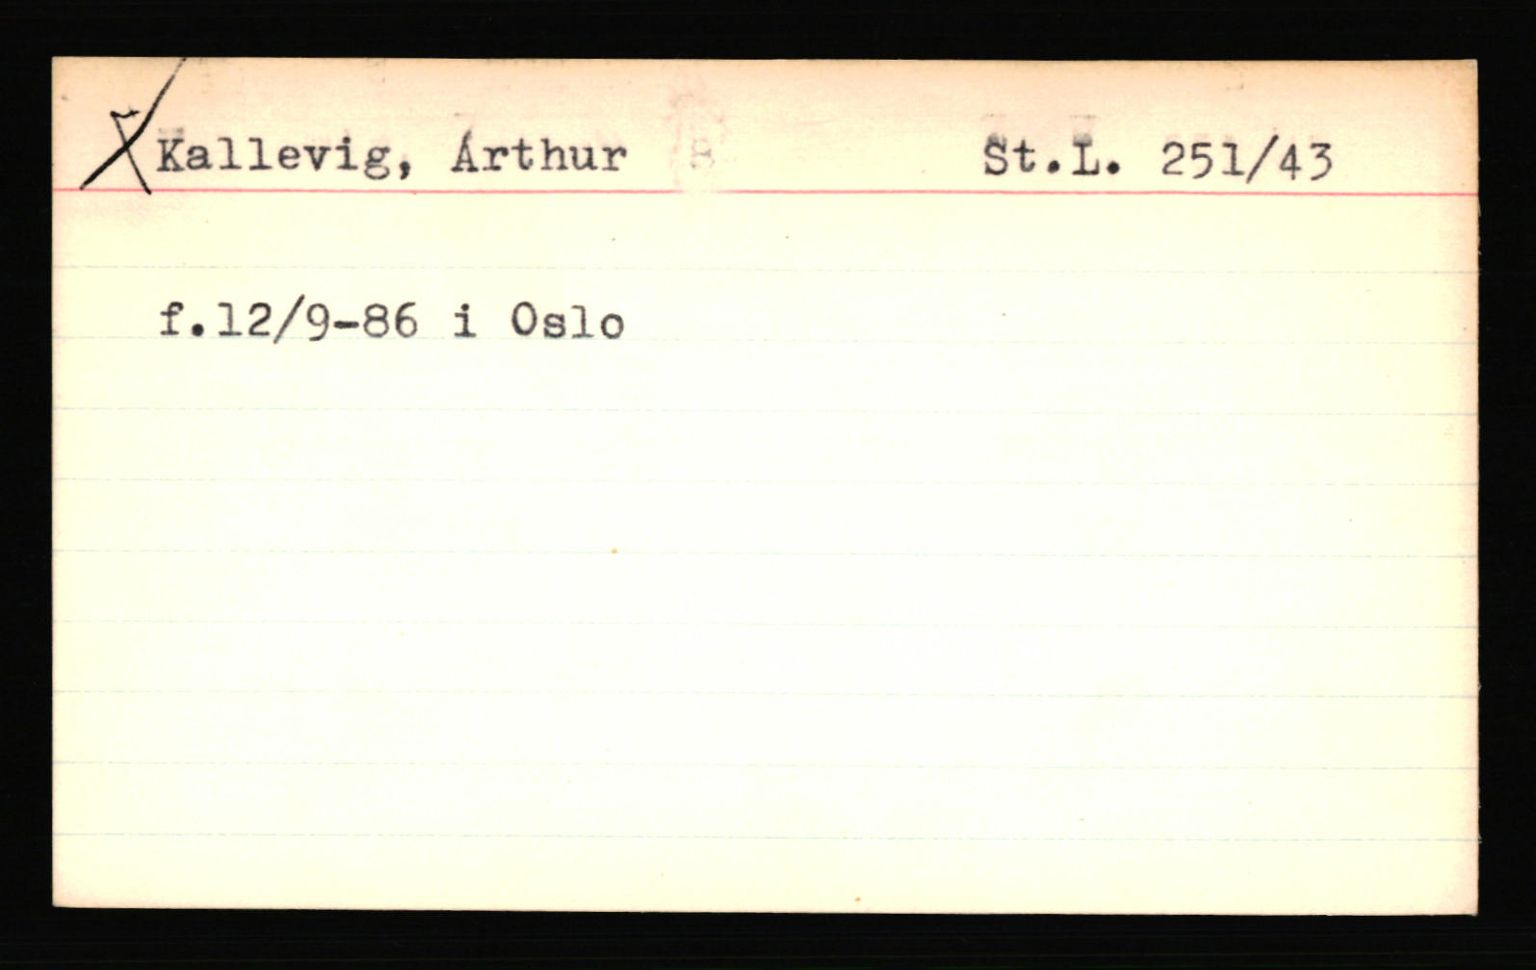 Kallevig, Arthur St.L. 251/43
f.12/9-86 i Oslo